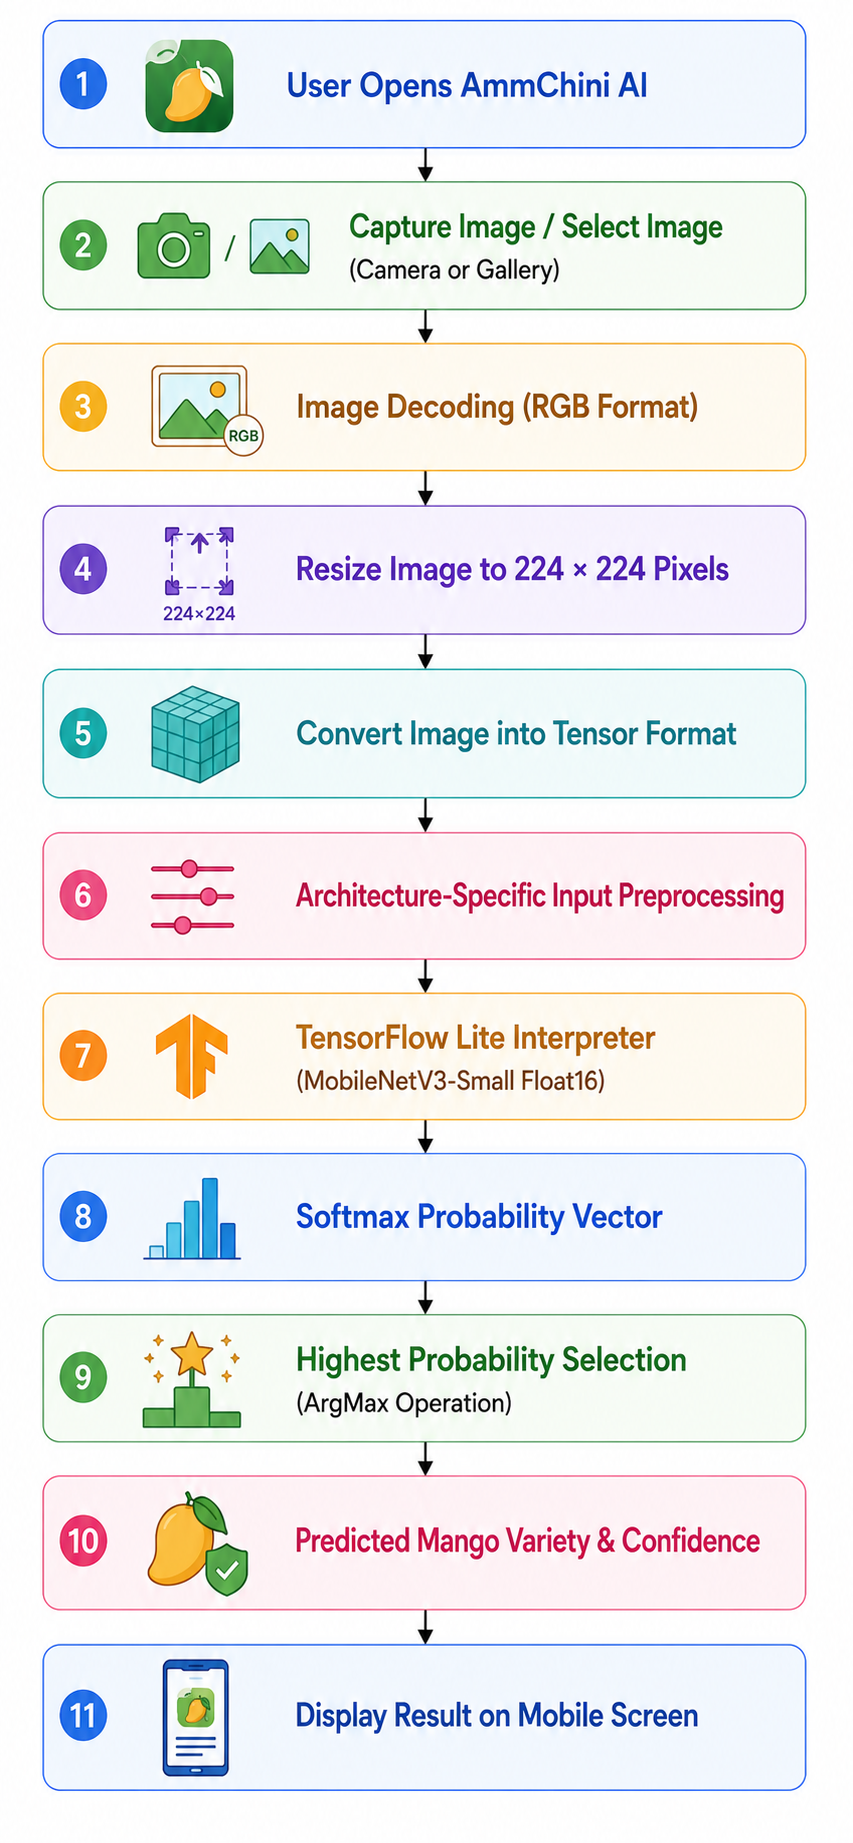 1
User Opens AmmChini AI
2
/
Capture Image / Select Image
(Camera or Gallery)
3
RGB
Image Decoding (RGB Format)
4
224×224
Resize Image to 224 × 224 Pixels
5
Convert Image into Tensor Format
6
Architecture-Specific Input Preprocessing
7
TensorFlow Lite Interpreter
(MobileNetV3-Small Float16)
8
Softmax Probability Vector
9
Highest Probability Selection
(ArgMax Operation)
10
Predicted Mango Variety & Confidence
11
Display Result on Mobile Screen